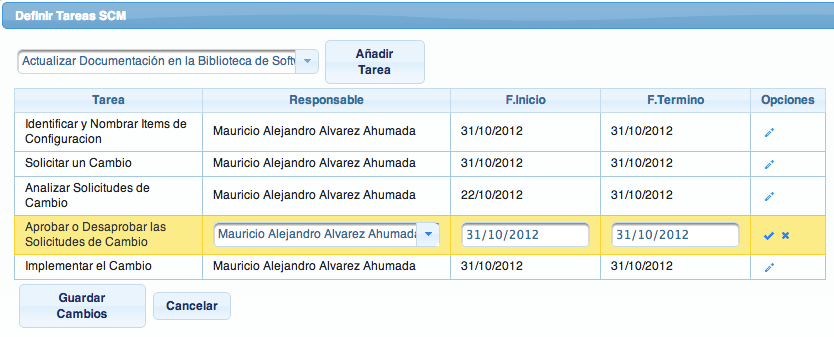 Definir Tareas SCM
Actualizar Documentación en la Biblioteca de Softw
Añadir
Tarea
Tarea Responsable F.Inicio F.Termino Opciones
Identificar y Nombrar Items de
Configuracion
Mauricio Alejandro Alvarez Ahumada 31/10/2012 31/10/2012
Solicitar un Cambio Mauricio Alejandro Alvarez Ahumada 31/10/2012 31/10/2012
Analizar Solicitudes de
Cambio
Mauricio Alejandro Alvarez Ahumada 22/10/2012 31/10/2012
Aprobar o Desaprobar las
Solicitudes de Cambio
Mauricio Alejandro Alvarez Ahumada 31/10/2012 31/10/2012
Implementar el Cambio Mauricio Alejandro Alvarez Ahumada 31/10/2012 31/10/2012
Guardar
Cambios
Cancelar